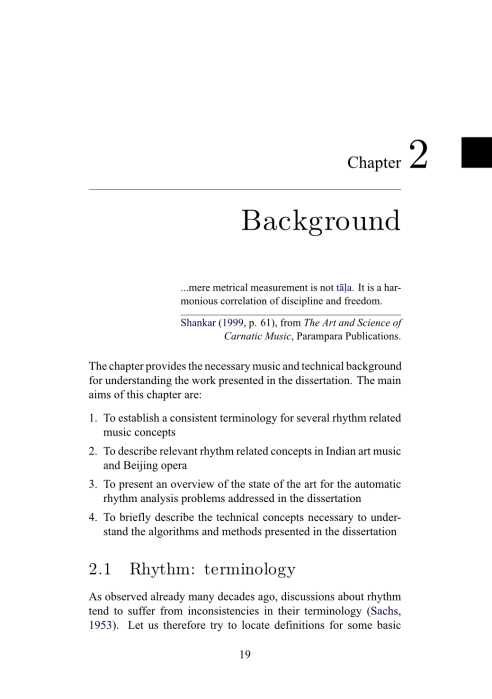 Chapter 2
Background
...mere metrical measurement is not tāḷa. It is a har-
monious correlation of discipline and freedom.
Shankar (1999, p. 61), from The Art and Science of
Carnatic Music, Parampara Publications.
The chapter provides the necessary music and technical background
for understanding the work presented in the dissertation. The main
aims of this chapter are:
1. To establish a consistent terminology for several rhythm related
music concepts
2. To describe relevant rhythm related concepts in Indian art music
and Beijing opera
3. To present an overview of the state of the art for the automatic
rhythm analysis problems addressed in the dissertation
4. To briefly describe the technical concepts necessary to under-
stand the algorithms and methods presented in the dissertation
2.1 Rhythm: terminology
As observed already many decades ago, discussions about rhythm
tend to suffer from inconsistencies in their terminology (Sachs,
1953). Let us therefore try to locate definitions for some basic
19